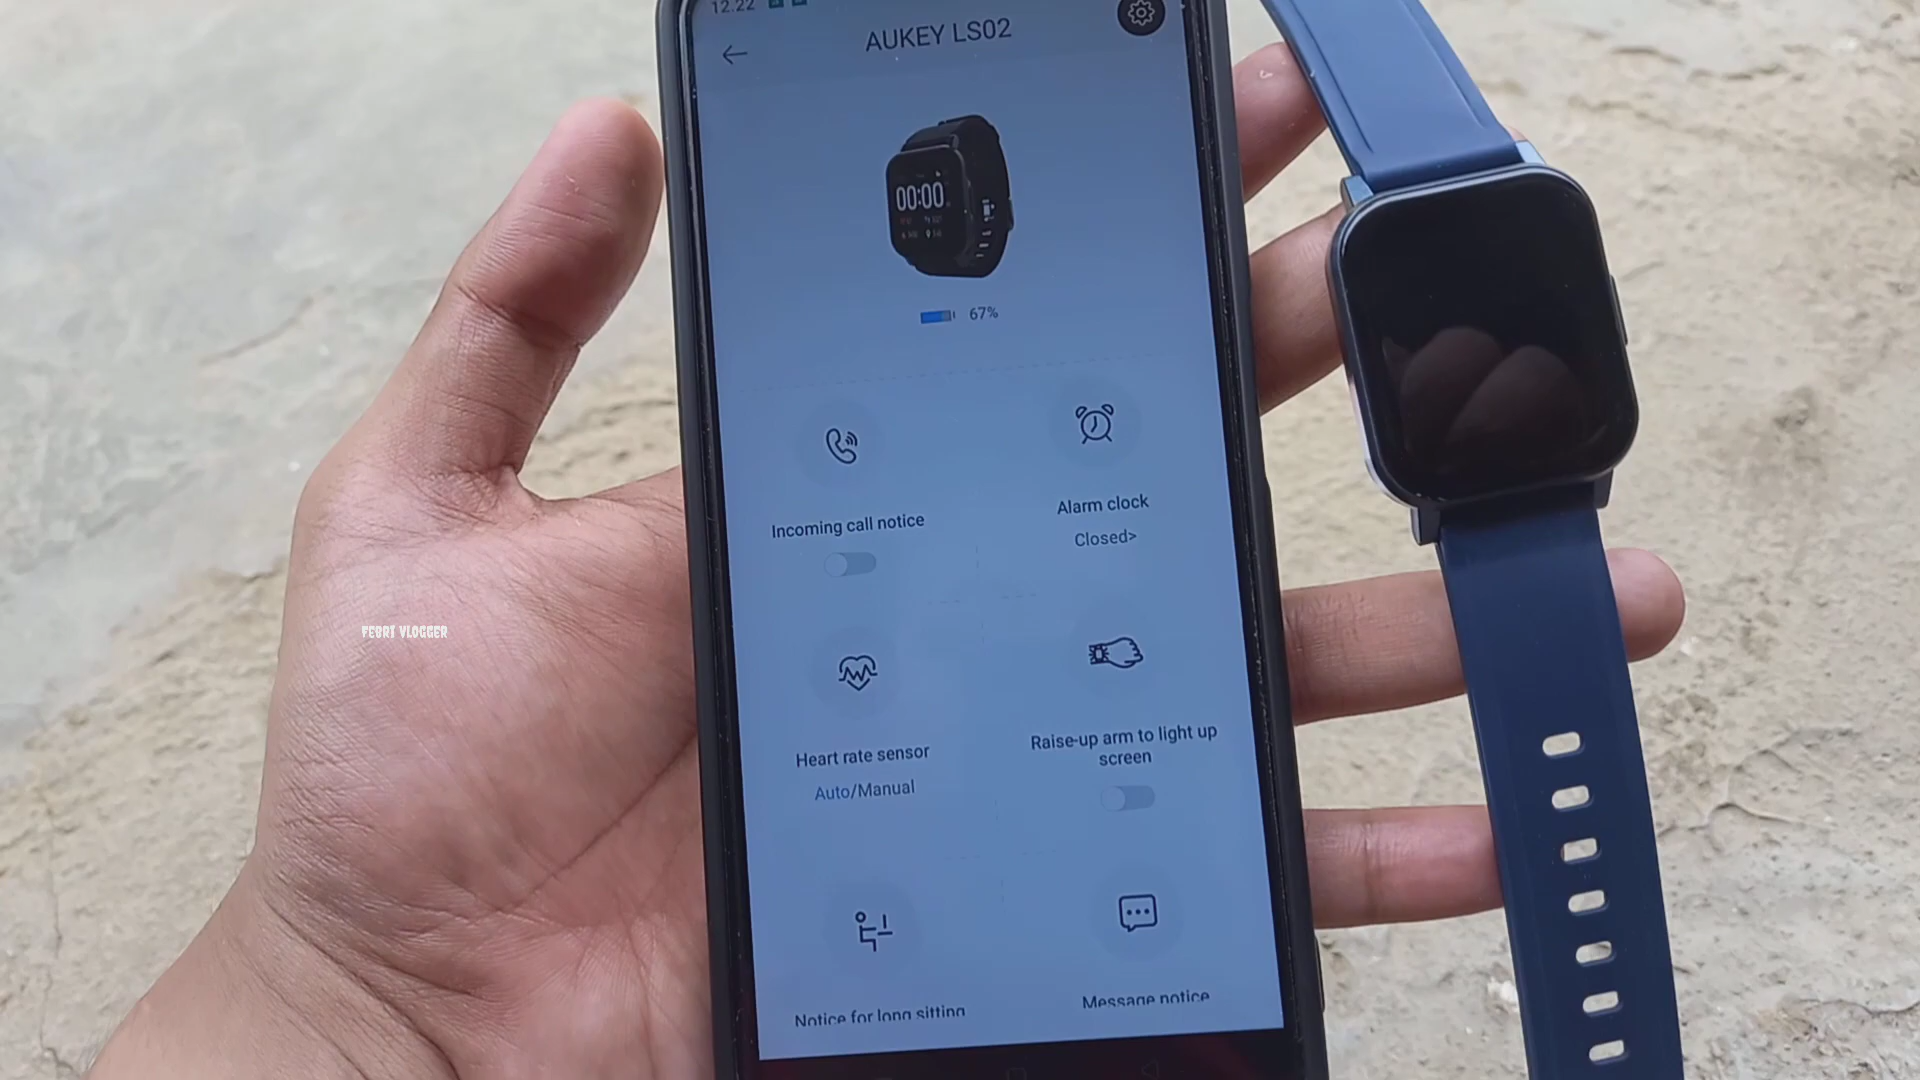 12.22
AUKEY LS02
00:00
67%
Incoming call notice
Alarm clock
Closed>
FEBRI VLOGGER
Heart rate sensor
Auto/Manual
Raise-up arm to light up
screen
Notice for long sitting
Message notice